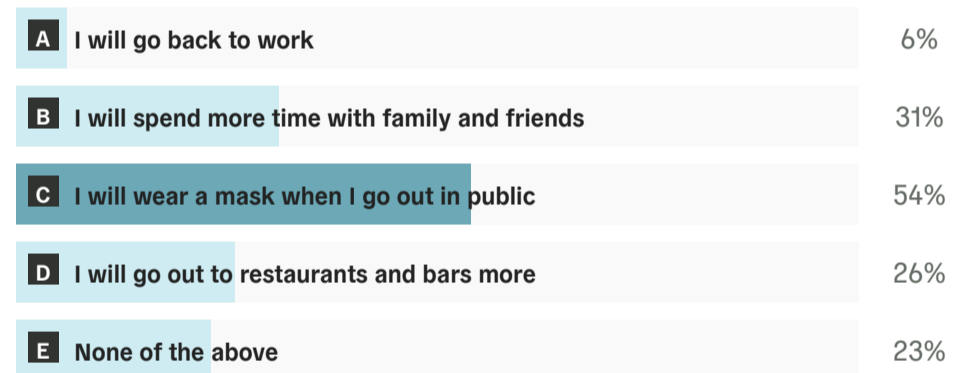 A I will go back to work 6%
B I will spend more time with family and friends 31%
C I will wear a mask when I go out in public 54%
D I will go out to restaurants and bars more 26%
E None of the above 23%